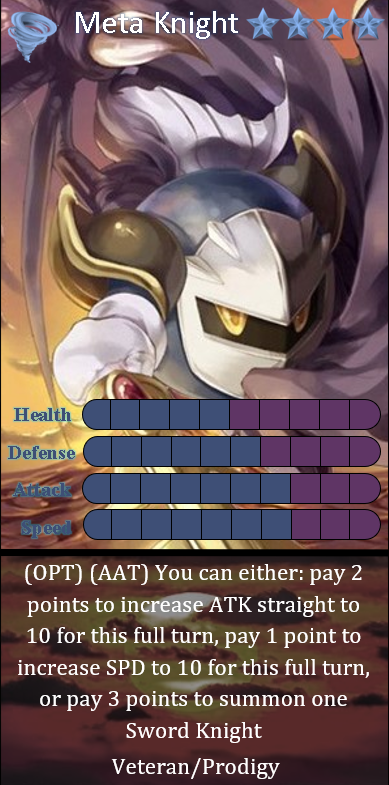 Meta Knight
Health
Defense
Attack
Speed
(OPT) (AAT) You can either: pay 2
points to increase ATK straight to
10 for this full turn, pay 1 point to
increase SPD to 10 for this full turn,
or pay 3 points to summon one
Sword Knight
Veteran/Prodigy